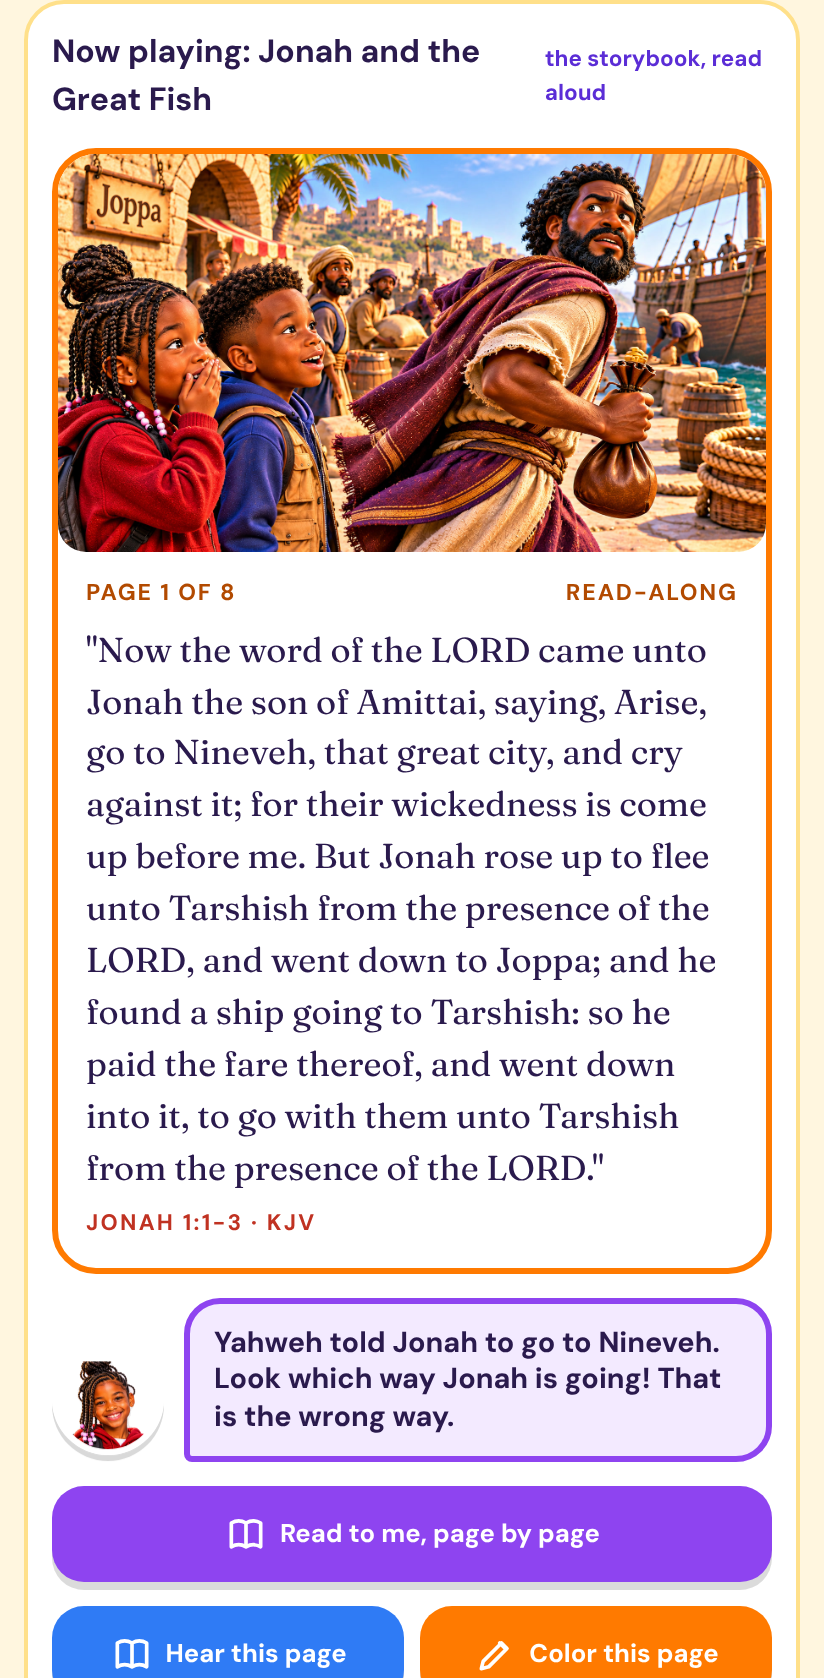 Now playing: Jonah and the
Great Fish
the storybook, read
aloud
Joppa
PAGE 1 OF 8
READ-ALONG
"Now the word of the LORD came unto
Jonah the son of Amittai, saying, Arise,
go to Nineveh, that great city, and cry
against it; for their wickedness is come
up before me. But Jonah rose up to flee
unto Tarshish from the presence of the
LORD, and went down to Joppa; and he
found a ship going to Tarshish: so he
paid the fare thereof, and went down
into it, to go with them unto Tarshish
from the presence of the LORD."
JONAH 1:1-3 · KJV
Yahweh told Jonah to go to Nineveh.
Look which way Jonah is going! That
is the wrong way.
Read to me, page by page
Hear this page
Color this page